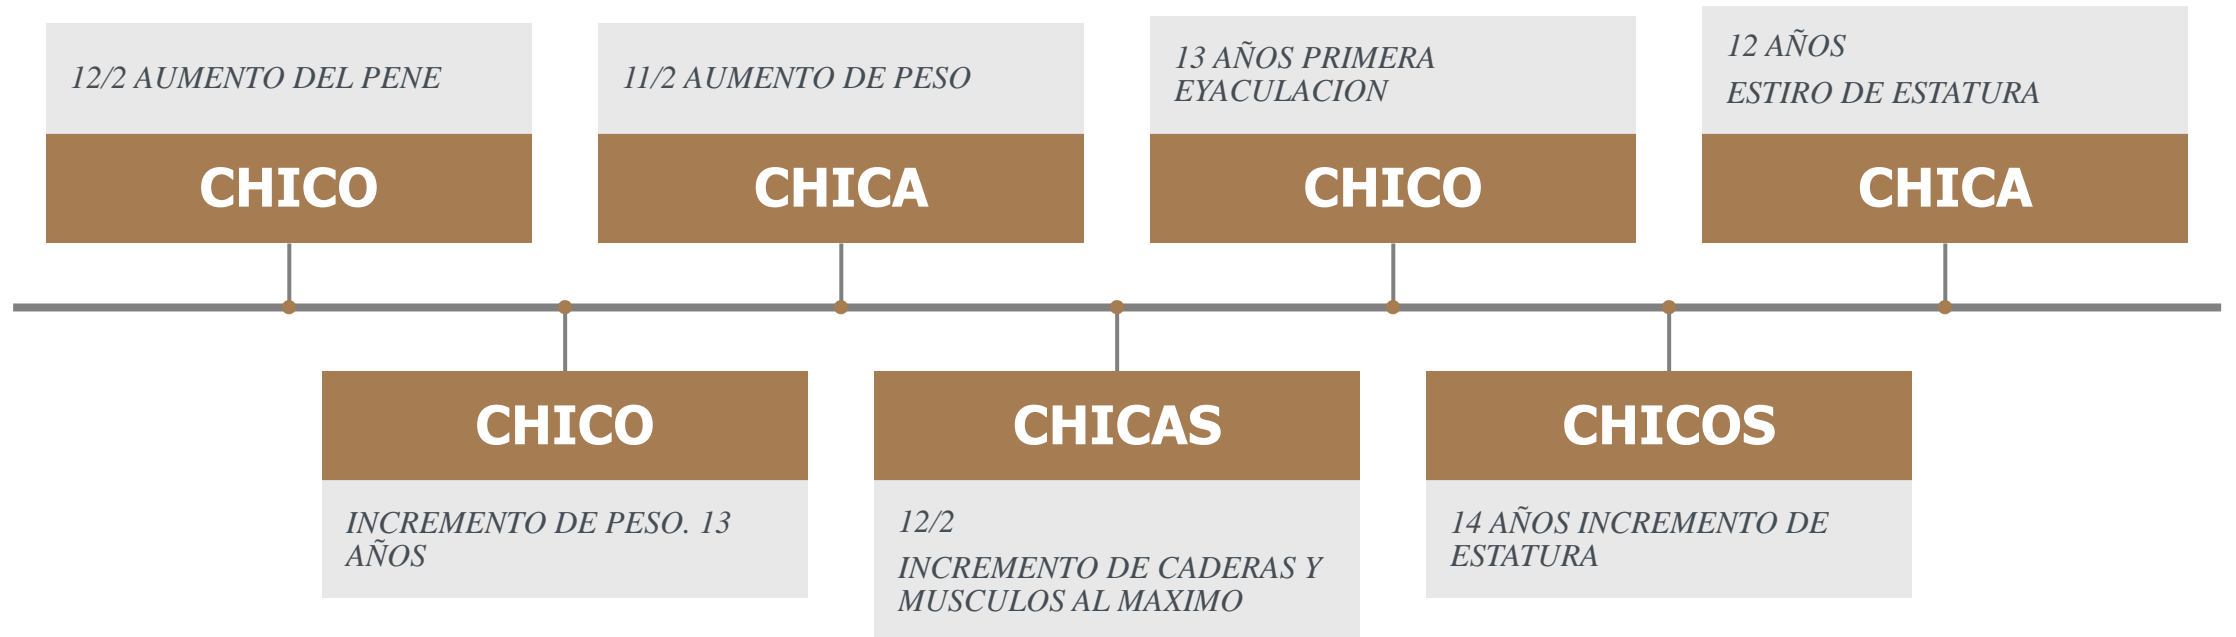 12/2 AUMENTO DEL PENE
CHICO
11/2 AUMENTO DE PESO
CHICA
13 AÑOS PRIMERA
EYACULACION
CHICO
12 AÑOS
ESTIRO DE ESTATURA
CHICA
CHICO
INCREMENTO DE PESO. 13
AÑOS
CHICAS
12/2
INCREMENTO DE CADERAS Y
MUSCULOS AL MAXIMO
CHICOS
14 AÑOS INCREMENTO DE
ESTATURA